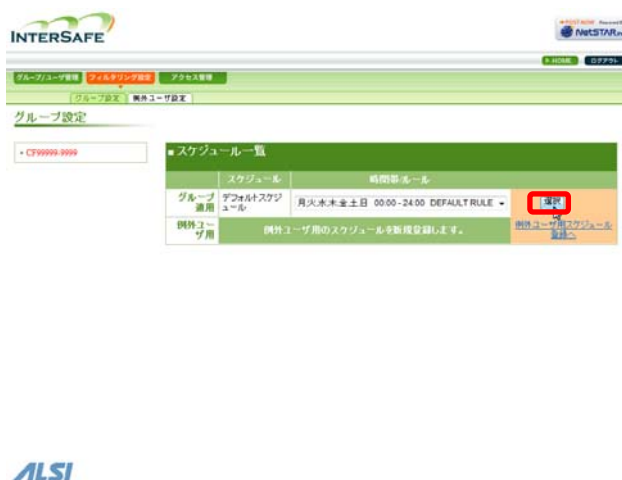 INTERSAFE
NetSTAR
HOME
グループ/ユーザ管理 フィルタリング設定 アクセス管理
グループ設定 例外ユーザ設定
グループ設定
CF99999-9999
スケジュール一覧
スケジュール 時間帯/ルール
グループ適用 デフォルトスケジュール 月火水木金土日 00:00 - 24:00 DEFAULT RULE 選択
例外ユーザ用 例外ユーザ用のスケジュールを新規登録します。 例外ユーザ用スケジュール登録へ
ALSI